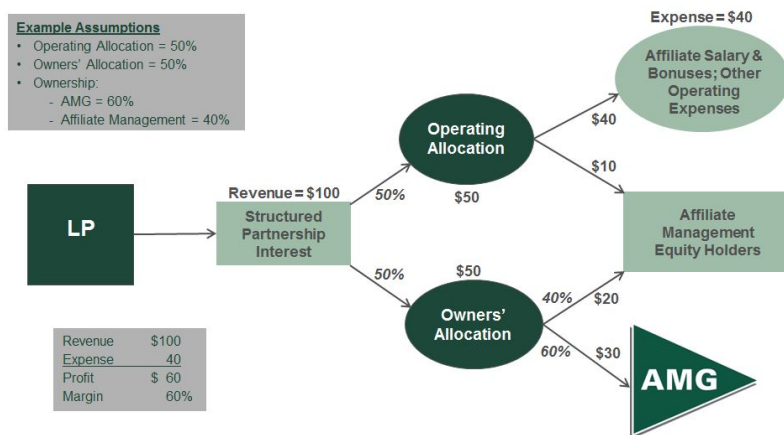 Example Assumptions
• Operating Allocation = 50%
• Owners' Allocation = 50%
• Ownership:
- AMG = 60%
- Affiliate Management = 40%
Expense = $40
Affiliate Salary &
Bonuses; Other
Operating
Expenses
Operating
Allocation
$40
$10
50%
$50
Revenue = $100
LP
Structured
Partnership
Interest
Affiliate
Management
Equity Holders
50%
$50
Owners'
Allocation
40%
$20
60%
$30
AMG
Revenue $100
Expense 40
Profit $ 60
Margin 60%